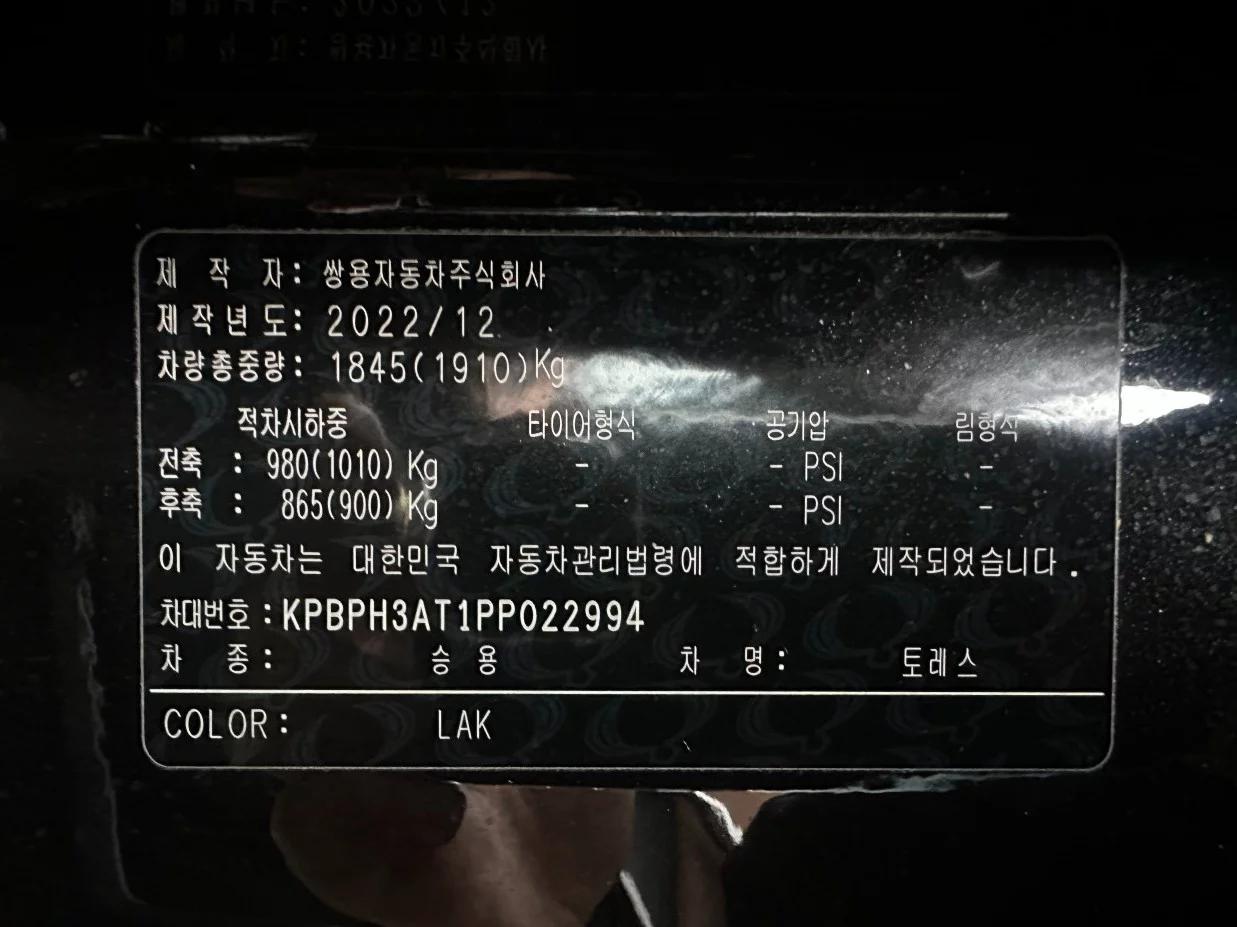 제 작 자: 쌍용자동차주식회사
제작년도: 2022/12
차량총중량: 1845(1910)Kg
적차시하중 타이어형식 공기압 림형식
전축 : 980(1010) Kg - - PSI -
후축 : 865(900) Kg - - PSI -
이 자동차는 대한민국 자동차관리법령에 적합하게 제작되었습니다.
차대번호:KPBPH3AT1PP022994
차 종: 승 용 차 명: 토레스
COLOR: LAK